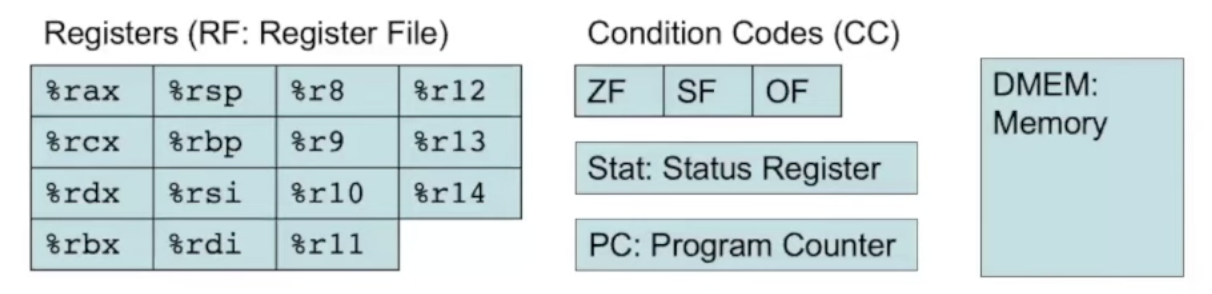 Registers (RF: Register File)
%rax %rsp %r8 %r12
%rcx %rbp %r9 %r13
%rdx %rsi %r10 %r14
%rbx %rdi %r11
Condition Codes (CC)
ZF SF OF
Stat: Status Register
PC: Program Counter
DMEM:
Memory